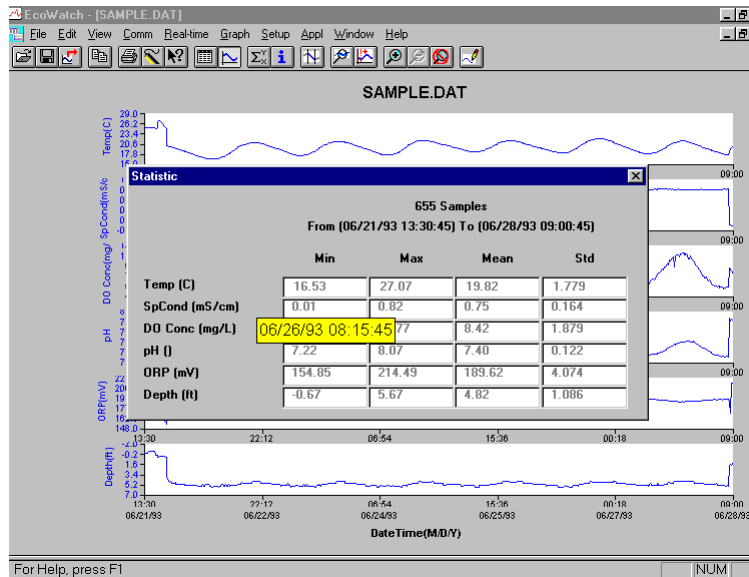 EcoWatch - [SAMPLE.DAT]
File Edit View Comm Real-time Graph Setup Appl Window Help
SAMPLE.DAT
Temp(C)
29.0
26.2
23.4
20.6
17.8
SpCond(mS/c
09:00
DO Conc(mg/
09:00
pH
09:00
ORP(mV)
09:00
148.0
13:30 22:12 06:54 15:36 00:18 09:00
Depth(ft)
-2.0
-0.2
1.6
3.4
5.2
7.0
13:30 22:12 06:54 15:36 00:18 09:00
06/21/93 06/22/93 06/24/93 06/25/93 06/27/93 06/28/93
DateTime(M/D/Y)
Statistic
655 Samples
From (06/21/93 13:30:45) To (06/28/93 09:00:45)
Min Max Mean Std
Temp (C) 16.53 27.07 19.82 1.779
SpCond (mS/cm) 0.01 0.82 0.75 0.164
DO Conc (mg/L) 06/26/93 08:15:45 77 8.42 1.879
pH () 7.22 8.07 7.40 0.122
ORP (mV) 154.85 214.49 189.62 4.074
Depth (ft) -0.67 5.67 4.82 1.086
For Help, press F1 NUM